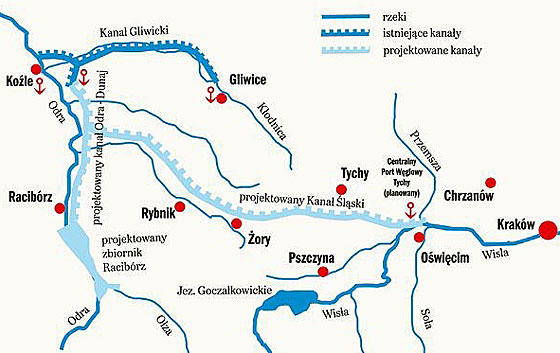 rzeki
istniejące kanały
projektowane kanały
Kanał Gliwicki
Koźle
Gliwice
Kłodnica
Odra
projektowany kanał Odra - Dunaj
Przemsza
Centralny
Port Węglowy
Tychy
(planowany)
Tychy
Chrzanów
projektowany Kanał Śląski
Racibórz
Rybnik
Żory
Kraków
projektowany
zbiornik
Racibórz
Pszczyna
Oświęcim
Wisła
Jez. Goczałkowickie
Wisła
Soła
Odra
Olza